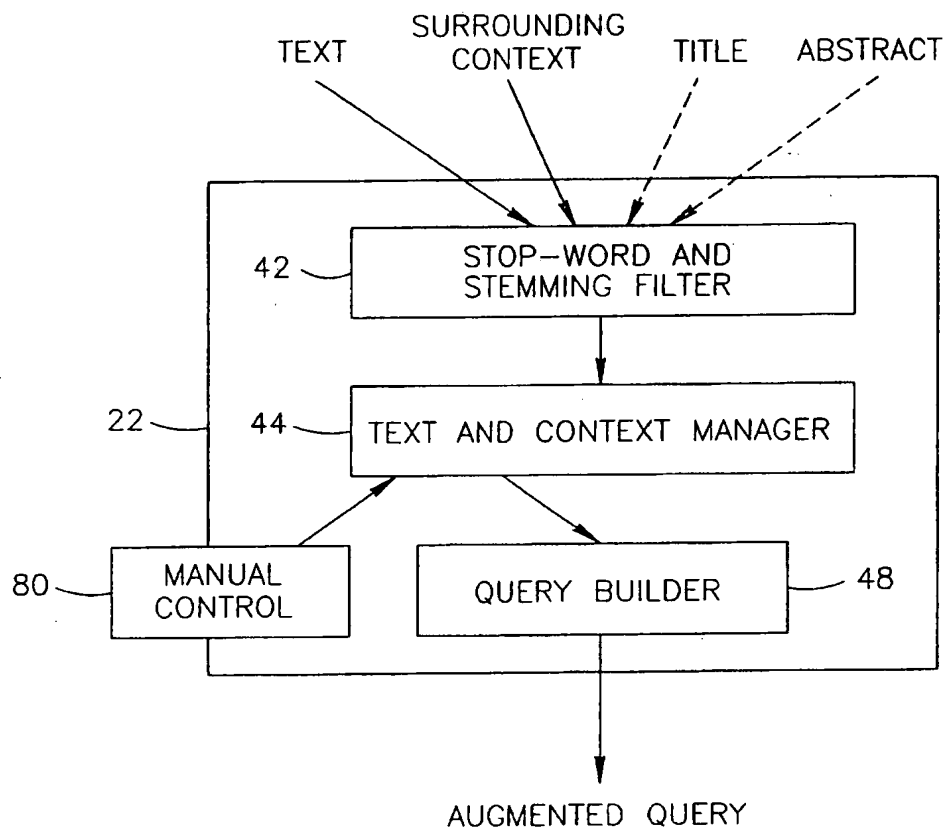 TEXT
SURROUNDING
CONTEXT
TITLE
ABSTRACT
42
STOP-WORD AND
STEMMING FILTER
22
44
TEXT AND CONTEXT MANAGER
80
MANUAL
CONTROL
QUERY BUILDER
48
AUGMENTED QUERY